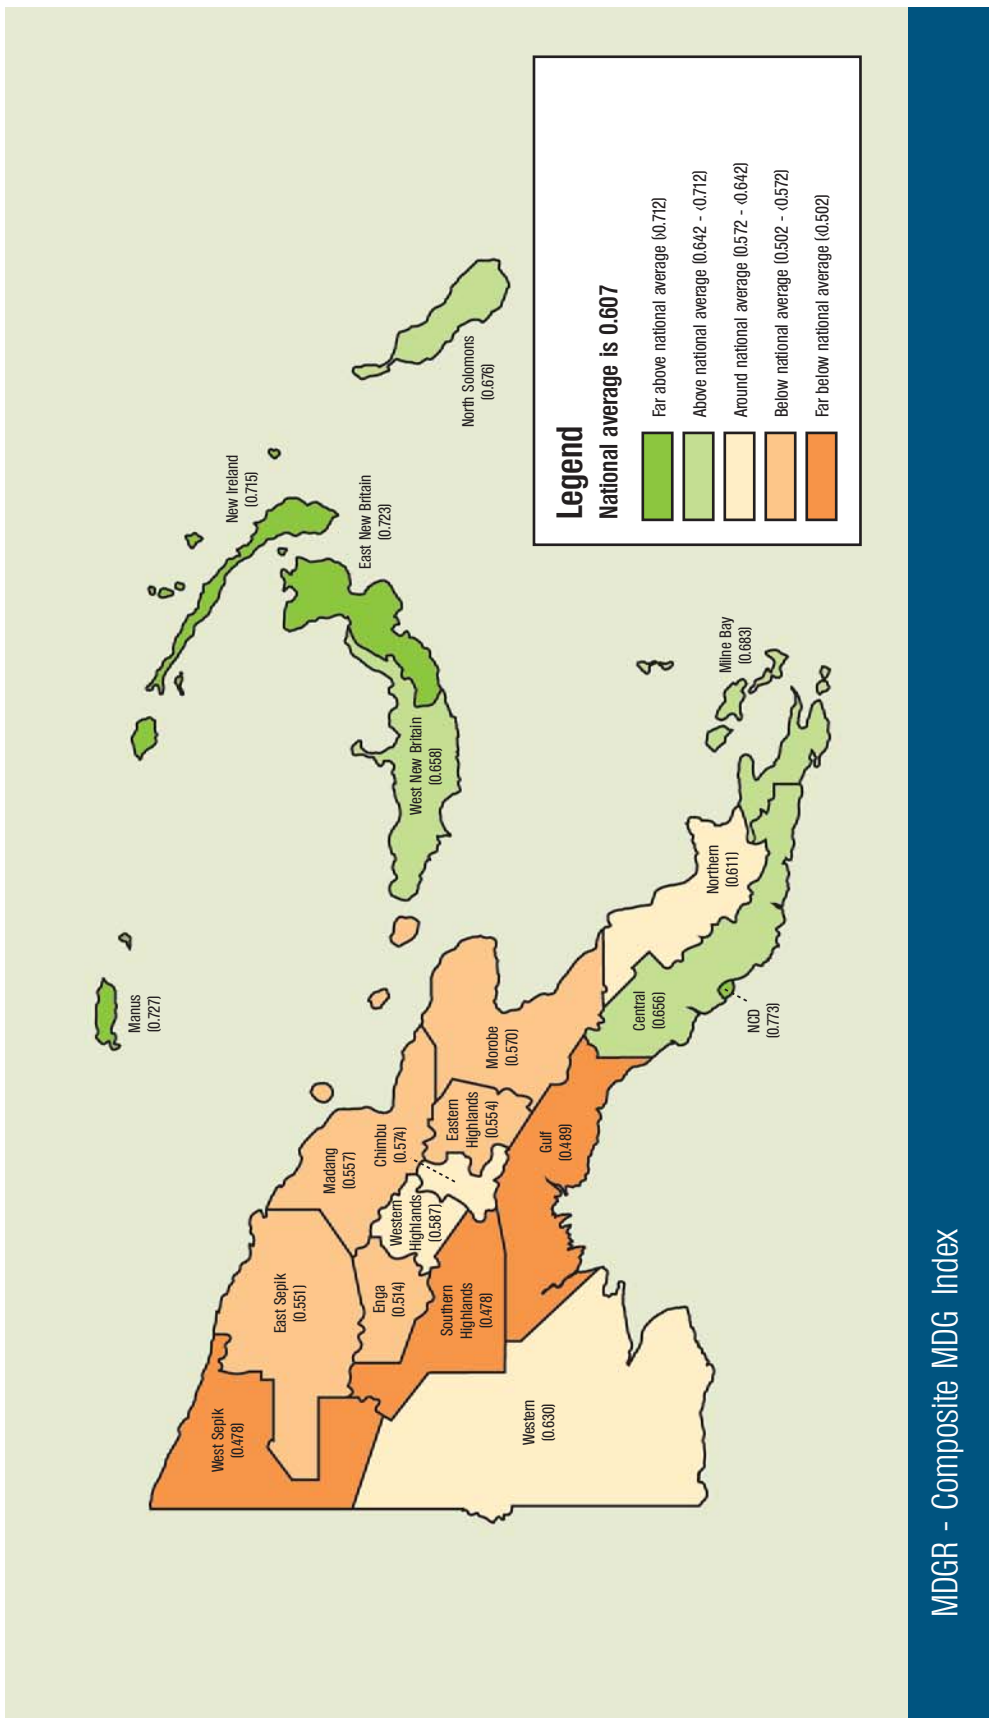 MDGR - Composite MDG Index
Manus
(0.727)
New Ireland
(0.715)
East New Britain
(0.723)
West New Britain
(0.658)
North Solomons
(0.676)
West Sepik
(0.478)
East Sepik
(0.551)
Madang
(0.557)
Chimbu
(0.574)
Enga
(0.514)
Western
Highlands
(0.587)
Southern
Highlands
(0.478)
Eastern
Highlands
(0.554)
Morobe
(0.570)
Western
(0.630)
Gulf
(0.489)
Central
(0.656)
NCD
(0.773)
Northern
(0.611)
Milne Bay
(0.683)
Legend
National average is 0.607
Far above national average (>0.712)
Above national average (0.642 - <0.712)
Around national average (0.572 - <0.642)
Below national average (0.502 - <0.572)
Far below national average (<0.502)